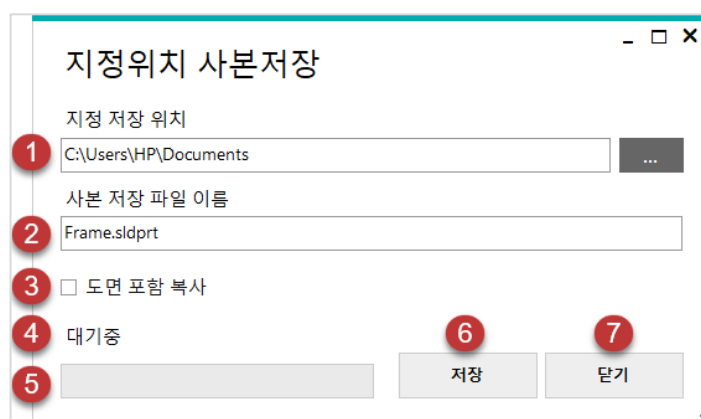 지정위치 사본저장
지정 저장 위치
1 C:\Users\HP\Documents ...
사본 저장 파일 이름
2 Frame.sldprt
3 도면 포함 복사
4 대기중
5
6 저장
7 닫기